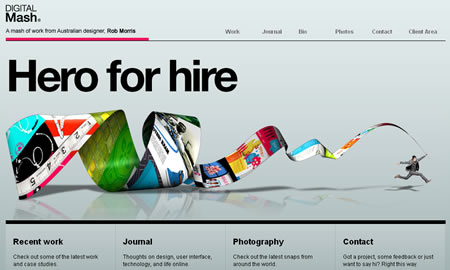 DIGITAL
Mash.®
A mash of work from Australian designer, Rob Morris
Work Journal Bio Photos Contact Client Area
Hero for hire
Recent work
Check out some of the latest work
and case studies.
Journal
Thoughts on design, user interface,
technology, and life online.
Photography
Check out the latest snaps from
around the world.
Contact
Got a project, some feedback or just
want to say hi? Right this way.